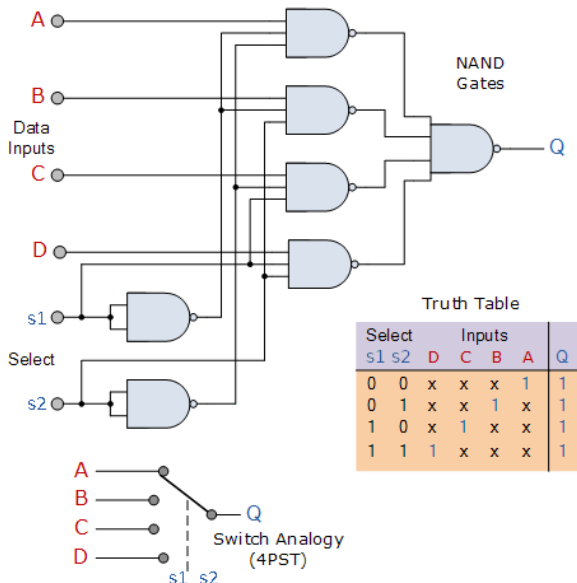 A
NAND
Gates
B
Data
Inputs
Q
C
D
s1
Select
s2
Truth Table
Select Inputs
s1 s2 D C B A Q
0 0 x x x 1 1
0 1 x x 1 x 1
1 0 x 1 x x 1
1 1 1 x x x 1
A
B
C
D
Q
Switch Analogy
(4PST)
s1 s2